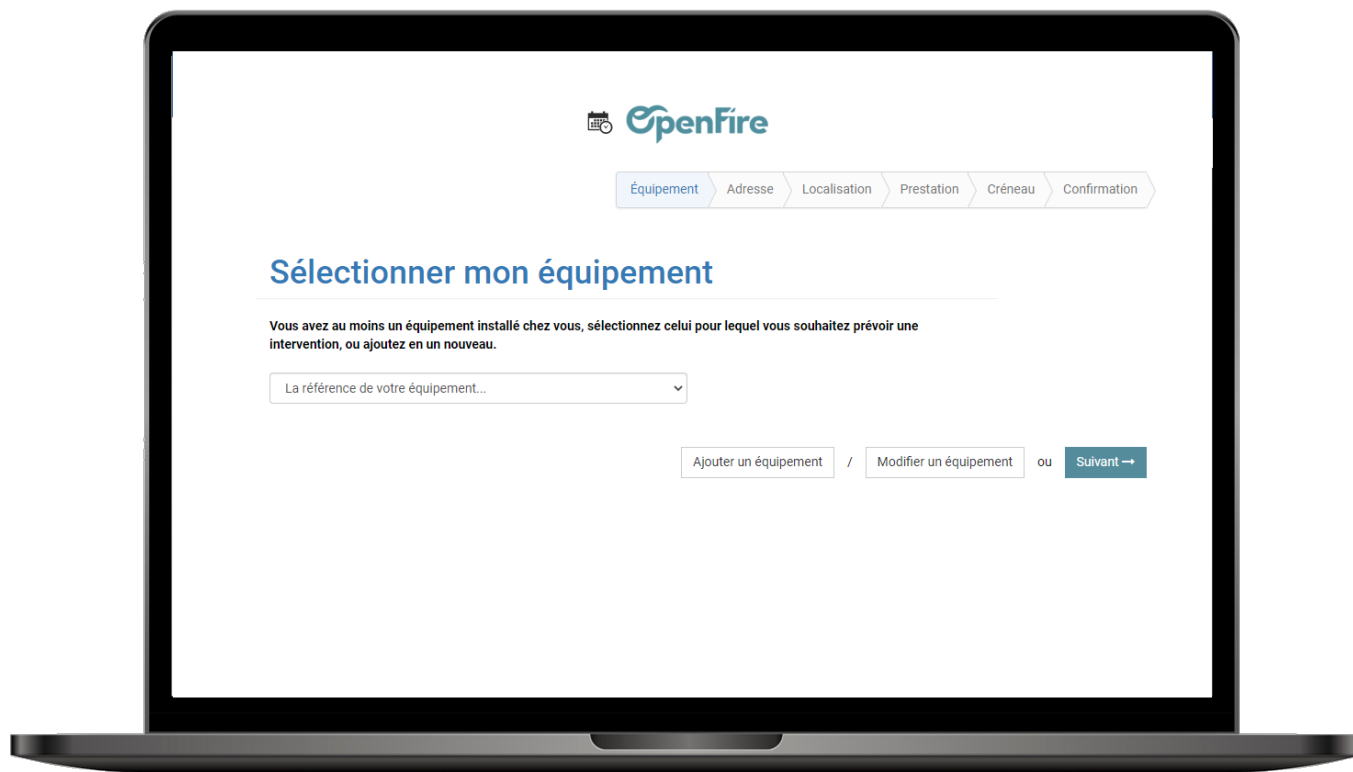 OpenFire
Équipement Adresse Localisation Prestation Créneau Confirmation
Sélectionner mon équipement
Vous avez au moins un équipement installé chez vous, sélectionnez celui pour lequel vous souhaitez prévoir une
intervention, ou ajoutez en un nouveau.
La référence de votre équipement...
Ajouter un équipement / Modifier un équipement ou Suivant →